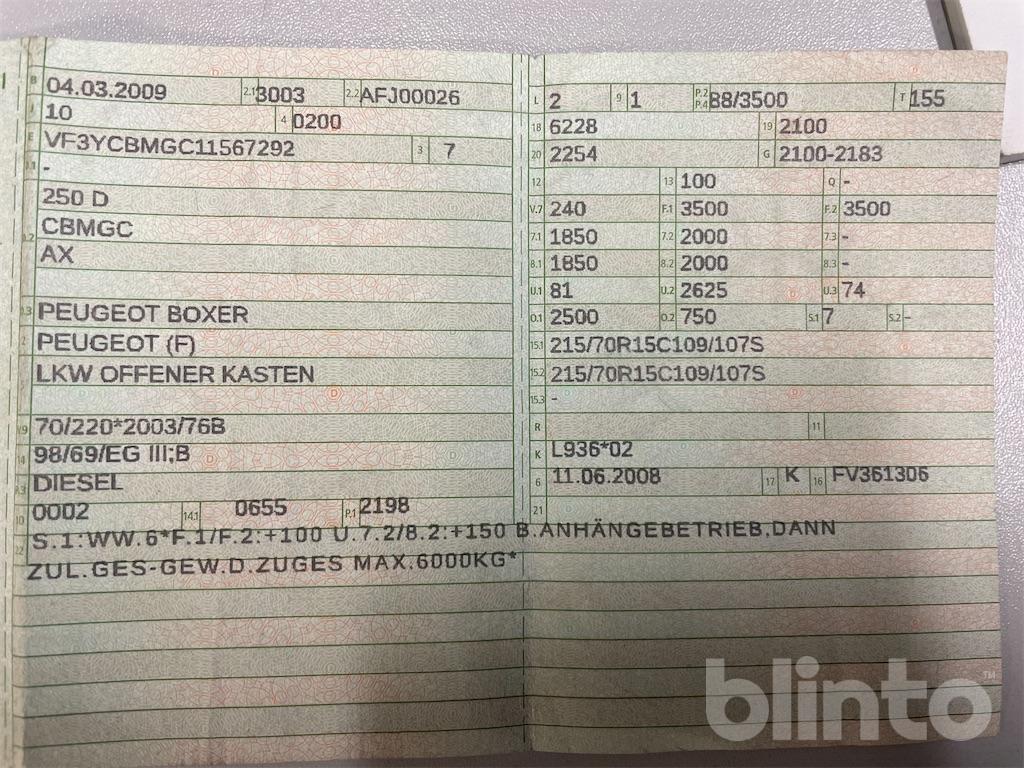 B 04.03.2009 2.1 3003 2.2 AFJ00026
J 10 4 0200
E VF3YCBMGC11567292 3 7
-
250 D
CBMGC
AX
PEUGEOT BOXER
PEUGEOT (F)
LKW OFFENER KASTEN
70/220*2003/76B
98/69/EG III;B
DIESEL
10 0002 14.1 0655 P.1 2198
L 2 9 1 P.2 P.4 88/3500 T 155
18 6228 19 2100
20 2254 G 2100-2183
12 13 100 Q -
V.7 240 F.1 3500 F.2 3500
7.1 1850 7.2 2000 7.3 -
8.1 1850 8.2 2000 8.3 -
U.1 81 U.2 2625 U.3 74
O.1 2500 O.2 750 S.1 7 S.2 -
15.1 215/70R15C109/107S
15.2 215/70R15C109/107S
15.3 -
R 11
K L936*02
6 11.06.2008 17 K 16 FV361306
21
22 S.1:WW.6*F.1/F.2:+100 U.7.2/8.2:+150 B.ANHÄNGEBETRIEB,DANN
ZUL.GES-GEW.D.ZUGES MAX.6000KG*
blinto TM